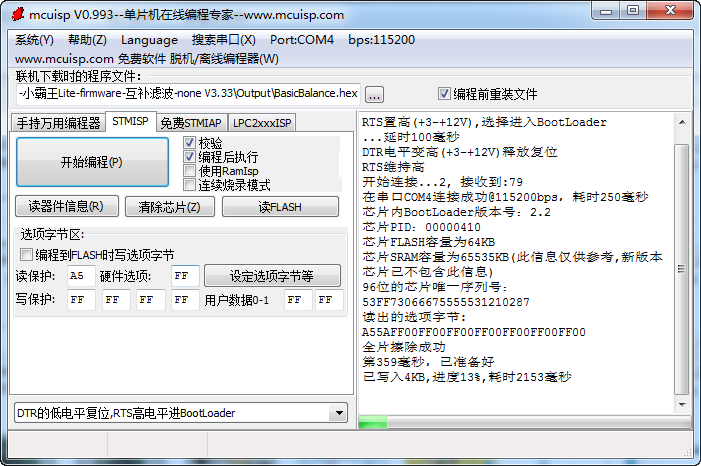 mcuisp V0.993--单片机在线编程专家--www.mcuisp.com
系统(Y) 帮助(Z) Language 搜索串口(X) Port:COM4 bps:115200
www.mcuisp.com 免费软件 脱机/离线编程器(W)
联机下载时的程序文件:
-小霸王Lite-firmware-互补滤波-none V3.33\Output\BasicBalance.hex
...
编程前重装文件
手持万用编程器 STMISP 免费STMIAP LPC2xxxISP
开始编程(P)
校验
编程后执行
使用RamIsp
连续烧录模式
读器件信息(R) 清除芯片(Z) 读FLASH
选项字节区:
编程到FLASH时写选项字节
读保护: A5 硬件选项: FF 设定选项字节等
写保护: FF FF FF FF 用户数据0-1 FF FF
DTR的低电平复位,RTS高电平进BootLoader
RTS置高(+3-+12V),选择进入BootLoader
...延时100毫秒
DTR电平变高(+3-+12V)释放复位
RTS维持高
开始连接...2, 接收到:79
在串口COM4连接成功@115200bps, 耗时250毫秒
芯片内BootLoader版本号: 2.2
芯片PID: 00000410
芯片FLASH容量为64KB
芯片SRAM容量为65535KB(此信息仅供参考,新版本
芯片已不包含此信息)
96位的芯片唯一序列号:
53FF73066675555531210287
读出的选项字节:
A55AFF00FF00FF00FF00FF00FF00FF00
全片擦除成功
第359毫秒, 已准备好
已写入4KB,进度13%,耗时2153毫秒